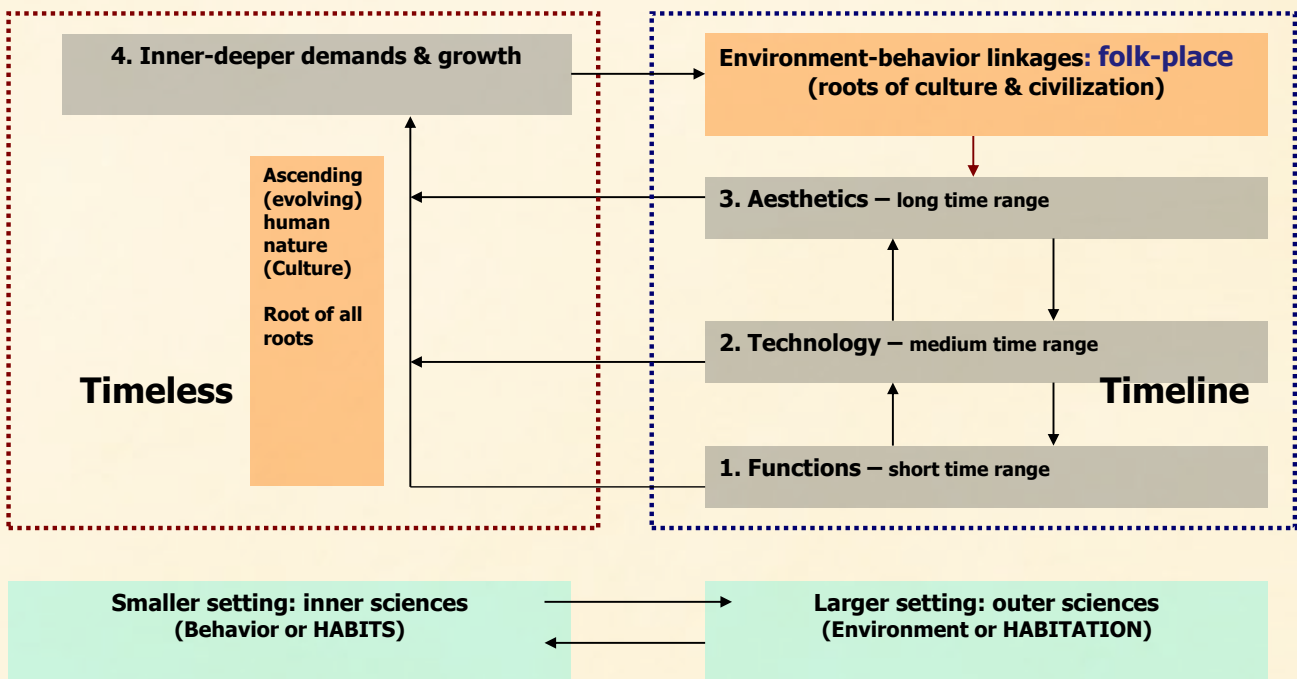 4. Inner-deeper demands & growth
Environment-behavior linkages: folk-place
(roots of culture & civilization)
Ascending
(evolving)
human
nature
(Culture)
Root of all
roots
3. Aesthetics – long time range
2. Technology – medium time range
Timeless
Timeline
1. Functions – short time range
Smaller setting: inner sciences
(Behavior or HABITS)
Larger setting: outer sciences
(Environment or HABITATION)